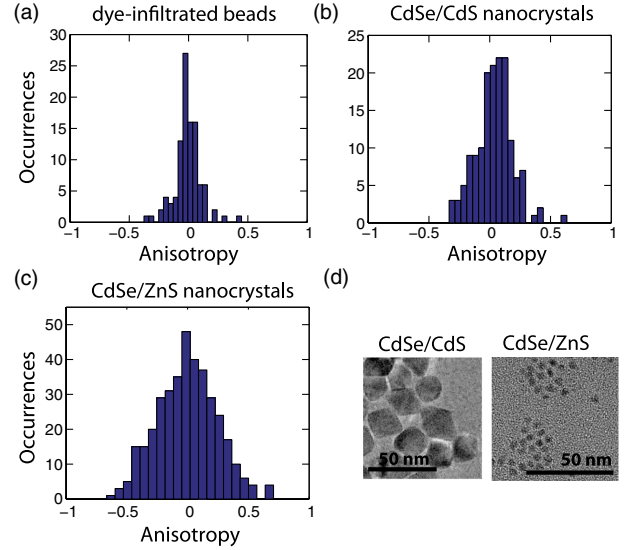 (a) dye-infiltrated beads
Occurrences
30
25
20
15
10
5
0
−1 −0.5 0 0.5 1
Anisotropy
(b) CdSe/CdS nanocrystals
25
20
15
10
5
0
−1 −0.5 0 0.5 1
Anisotropy
(c) CdSe/ZnS nanocrystals
Occurrences
50
40
30
20
10
0
−1 −0.5 0 0.5 1
Anisotropy
(d)
CdSe/CdS CdSe/ZnS
50 nm 50 nm